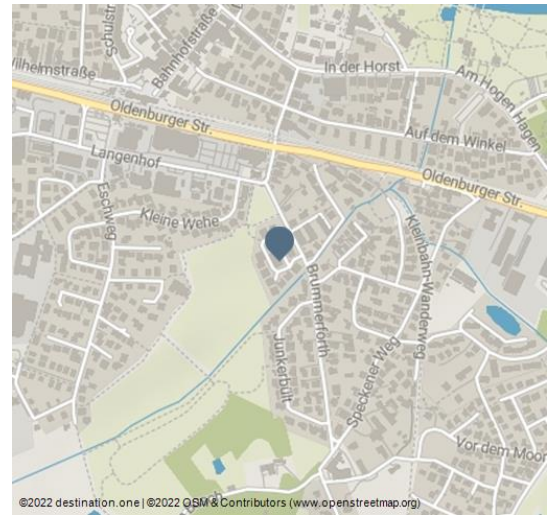 Schulstr
Wilhelmstraße
Bahnhofstraße
In der Horst
Am Hogen Hagen
Oldenburger Str.
Auf dem Winkel
Langenhof
Oldenburger Str.
Eschweg
Kleine Wehe
Kleinbahn-Wanderweg
Brummerforth
Junkerbült
Speckener Weg
Vor dem Moor
©2022 destination.one | ©2022 OSM & Contributors (www.openstreetmap.org)